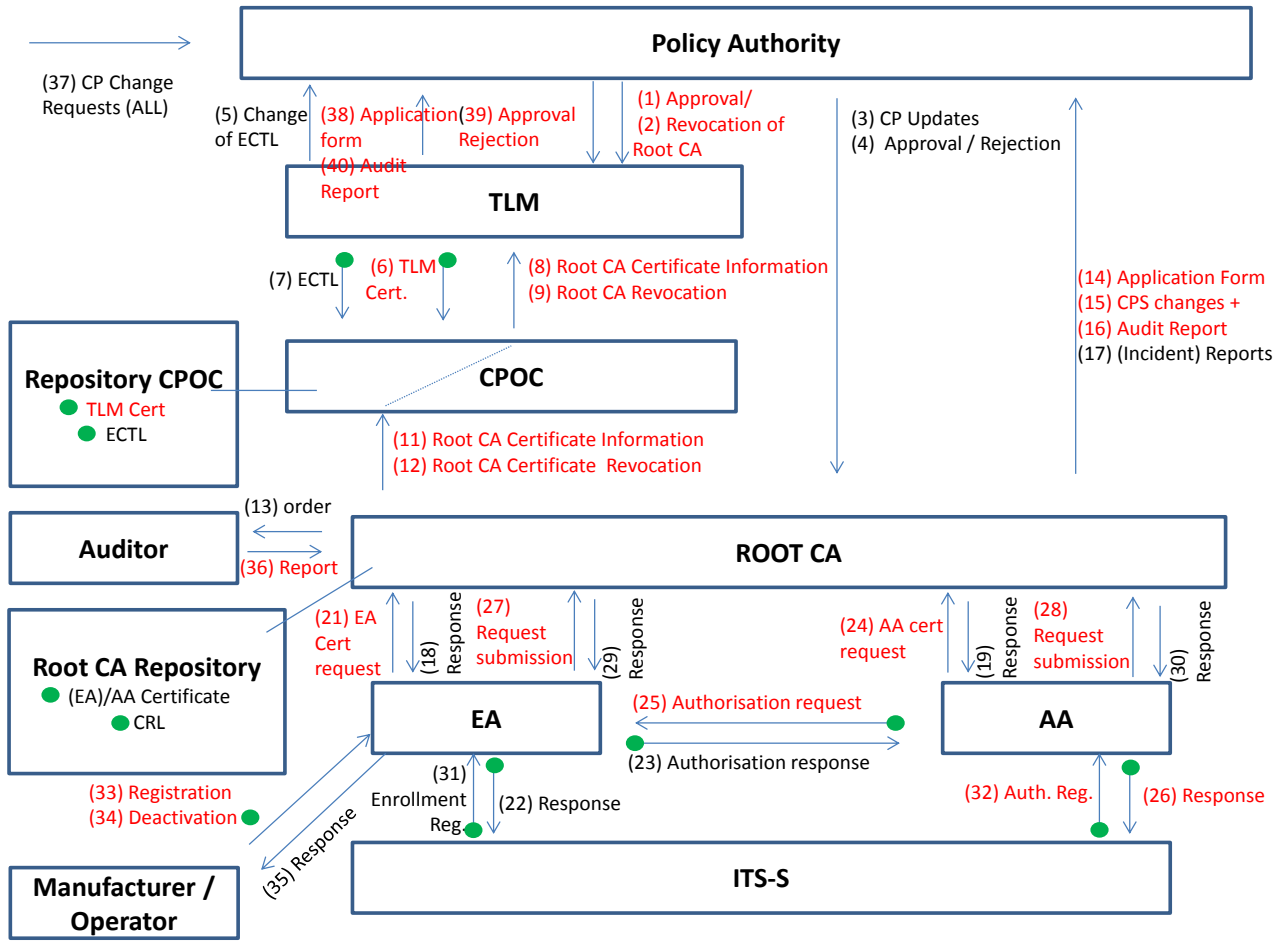 Policy Authority
(37) CP Change
Requests (ALL)
(5) Change
of ECTL
(38) Application
form
(40) Audit
Report
(39) Approval
Rejection
(1) Approval/
(2) Revocation of
Root CA
(3) CP Updates
(4) Approval / Rejection
TLM
(7) ECTL
(6) TLM
Cert.
(8) Root CA Certificate Information
(9) Root CA Revocation
(14) Application Form
(15) CPS changes +
(16) Audit Report
(17) (Incident) Reports
Repository CPOC
TLM Cert
ECTL
CPOC
(11) Root CA Certificate Information
(12) Root CA Certificate Revocation
(13) order
Auditor
(36) Report
ROOT CA
(21) EA
Cert
request
(18)
Response
(27)
Request
submission
(29)
Response
(24) AA cert
request
(19)
Response
(28)
Request
submission
(30)
Response
Root CA Repository
(EA)/AA Certificate
CRL
EA
(25) Authorisation request
(23) Authorisation response
AA
(33) Registration
(34) Deactivation
(35) Response
(31)
Enrollment
Reg.
(22) Response
(32) Auth. Reg.
(26) Response
Manufacturer /
Operator
ITS-S